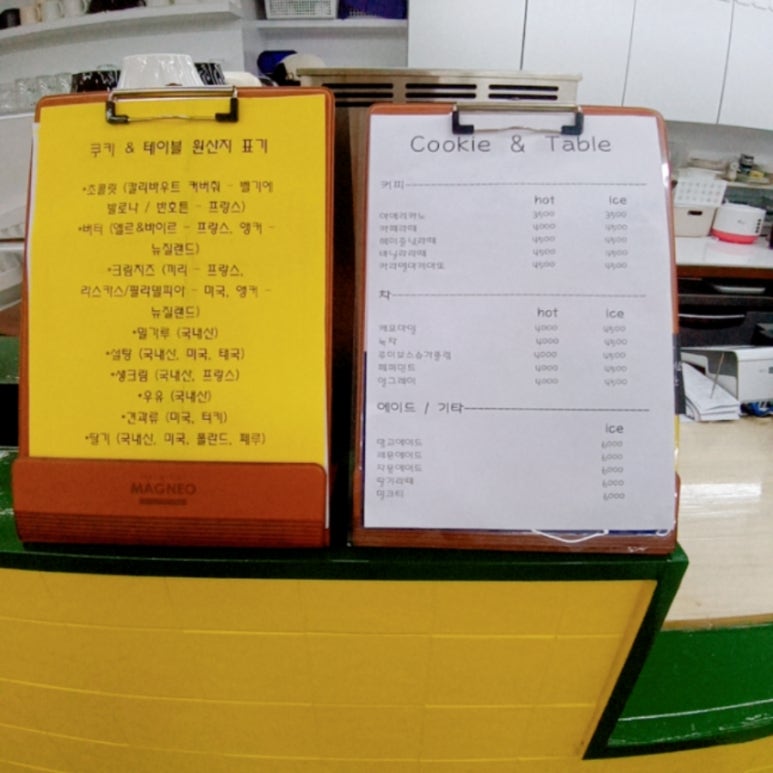 쿠키 & 테이블 원산지 표기
•초콜릿 (깔리바우트 커버춰 - 벨기에
발로나 / 반호튼 - 프랑스)
•버터 (엘르&바이르 - 프랑스, 앵커 -
뉴질랜드)
•크림치즈 (끼리 - 프랑스,
리스카스/필라델피아 - 미국, 앵커 -
뉴질랜드)
•밀가루 (국내산)
•설탕 (국내산, 미국, 태국)
•생크림 (국내산, 프랑스)
•우유 (국내산)
•견과류 (미국, 터키)
•딸기 (국내산, 미국, 폴란드, 페루)
MAGNEO
Cookie & Table
커피
hot ice
아메리카노 3500 3500
카페라떼 4000 4500
헤이즐넛라떼 4500 4500
바닐라라떼 4500 4500
카라멜마끼아또 4500 4500
차
hot ice
캐모마일 4000 4500
녹차 4000 4500
루이보스슈가플럼 4000 4500
페퍼민트 4000 4500
얼그레이 4000 4500
에이드 / 기타
ice
망고에이드 6000
레몬에이드 6000
자몽에이드 6000
딸기라떼 6000
밀크티 6000